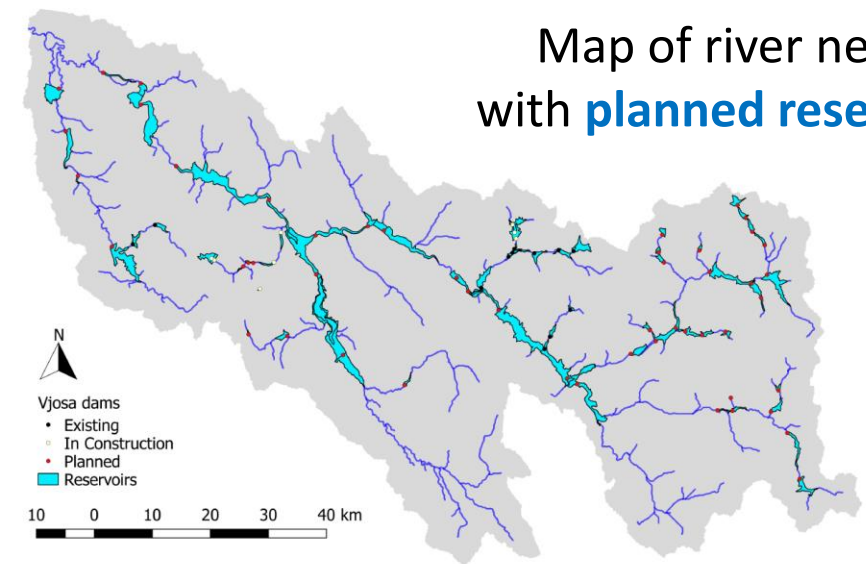 Map of river ne
with planned rese
N
Vjosa dams
Existing
In Construction
Planned
Reservoirs
10 0 10 20 30 40 km